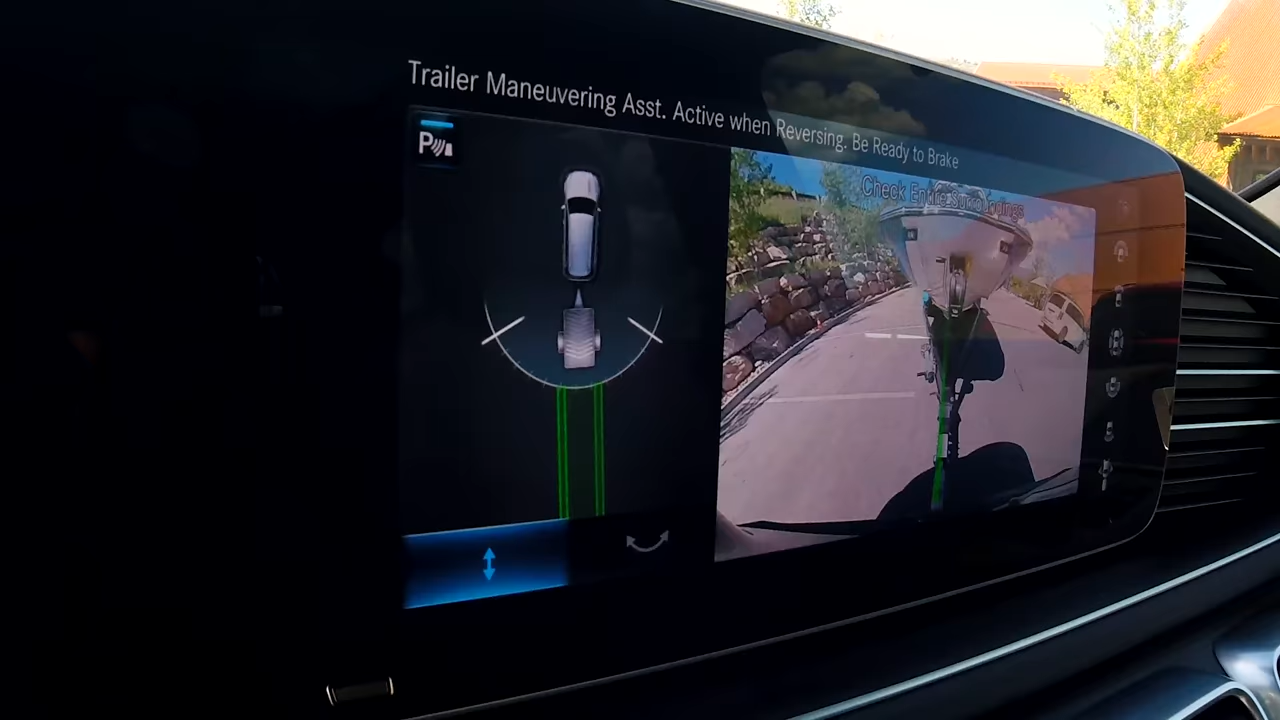 Trailer Maneuvering Asst. Active when Reversing. Be Ready to Brake
P
Check Entire Surroundings